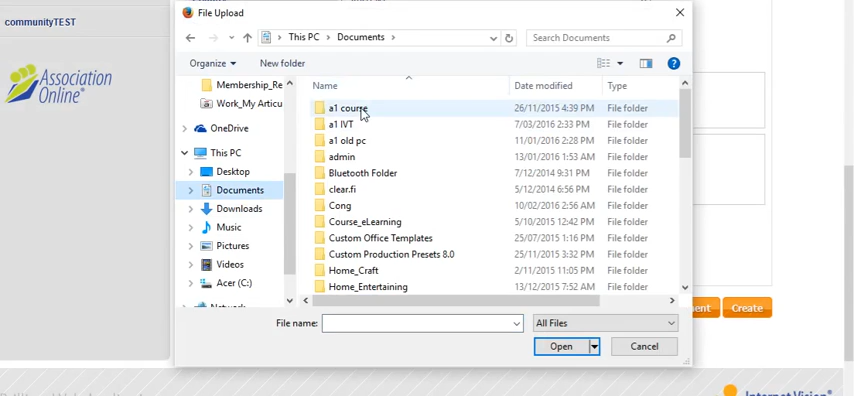 File Upload
communityTEST
Association
Online
This PC
Documents
Search Documents
Organize
New folder
Name
Date modified
Type
Membership_Re
Work_My Articu
OneDrive
This PC
Desktop
Documents
Downloads
Music
Pictures
Videos
Acer (C:)
a1 course 26/11/2015 4:39 PM File folder
a1 IVT 7/03/2016 2:33 PM File folder
a1 old pc 11/01/2016 2:28 PM File folder
admin 13/01/2016 1:53 AM File folder
Bluetooth Folder 7/12/2014 9:31 PM File folder
clear.fi 5/12/2014 6:56 PM File folder
Cong 10/02/2016 2:56 AM File folder
Course_eLearning 5/10/2015 12:42 PM File folder
Custom Office Templates 25/07/2015 1:16 PM File folder
Custom Production Presets 8.0 25/11/2015 3:32 PM File folder
Home_Craft 2/11/2015 11:05 PM File folder
Home_Entertaining 13/12/2015 7:52 AM File folder
ment
Create
File name:
All Files
Open
Cancel